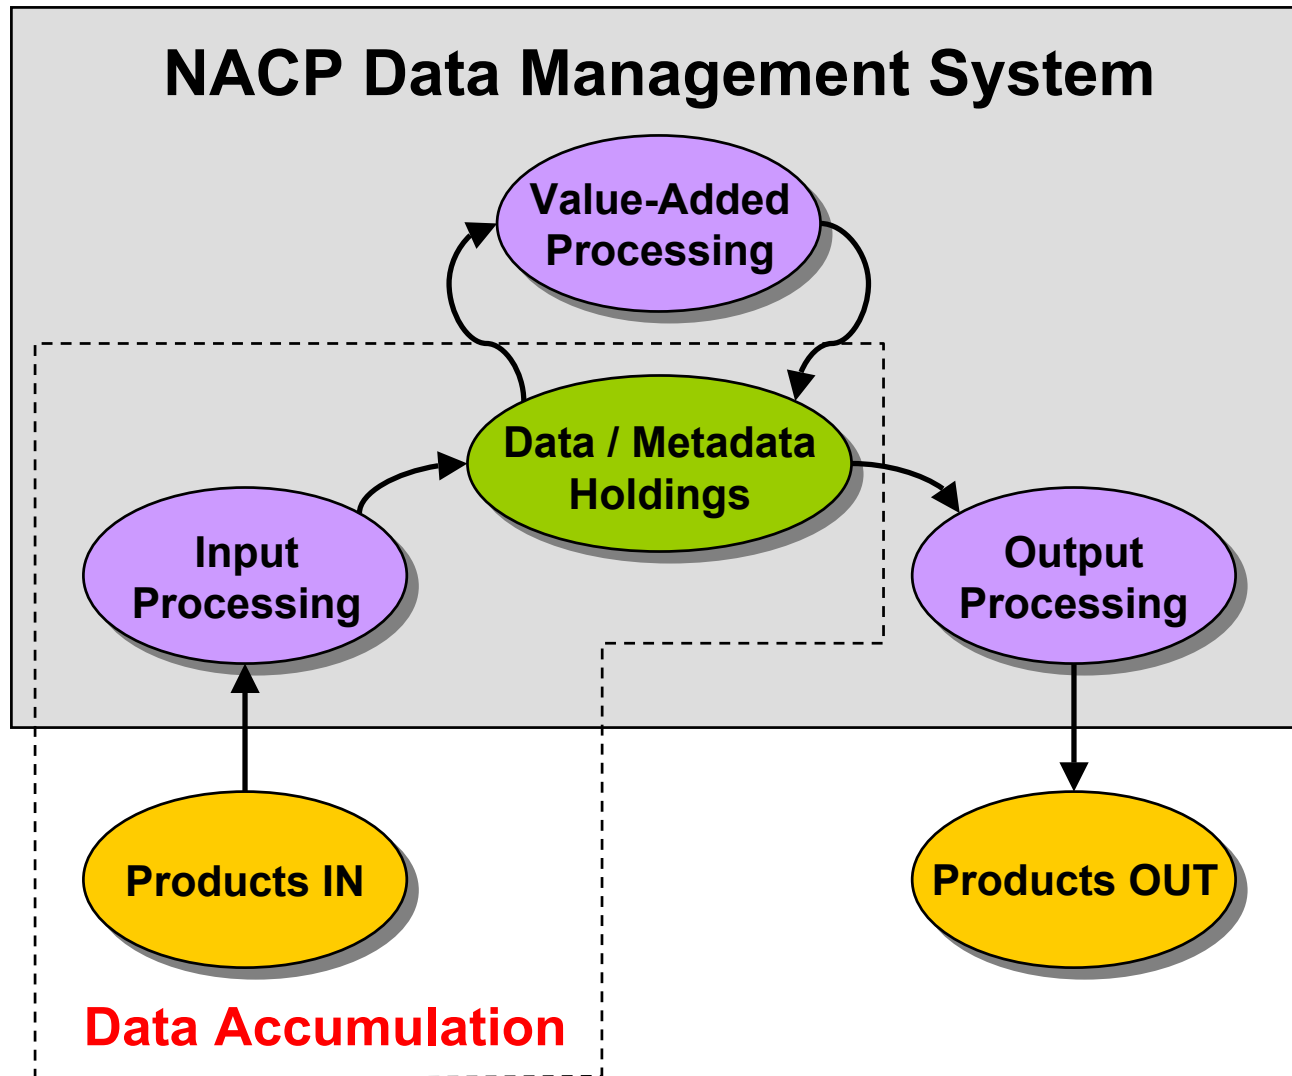 NACP Data Management System
Value-Added
Processing
Data / Metadata
Holdings
Input
Processing
Output
Processing
Products IN
Products OUT
Data Accumulation